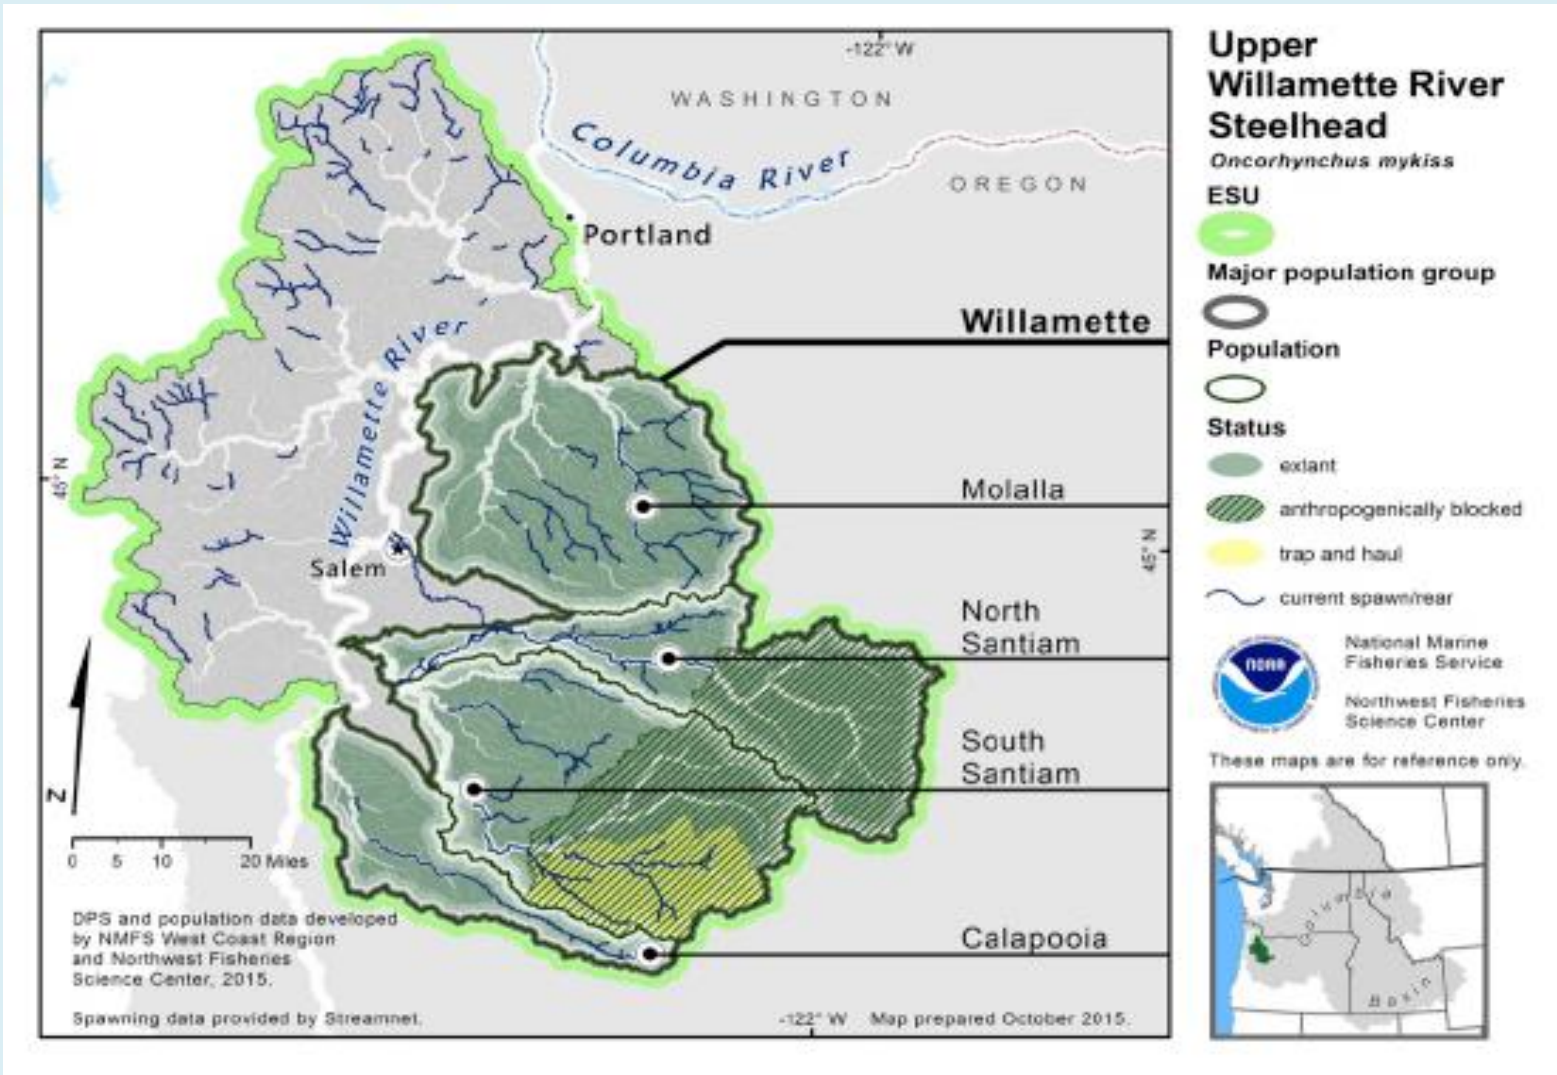 -122° W
WASHINGTON
Columbia River
OREGON
Portland
Willamette
Willamette River
45° N
Molalla
45° N
Salem
North
Santiam
South
Santiam
N
0 5 10 20 Miles
Calapooia
DPS and population data developed
by NMFS West Coast Region
and Northwest Fisheries
Science Center, 2015.
Spawning data provided by Streamnet.
-122° W
Map prepared October 2015.
Upper
Willamette River
Steelhead
Oncorhynchus mykiss
ESU
Major population group
Population
Status
extant
anthropogenically blocked
trap and haul
current spawn/rear
NOAA
National Marine
Fisheries Service
Northwest Fisheries
Science Center
These maps are for reference only.
Columbia
Basin